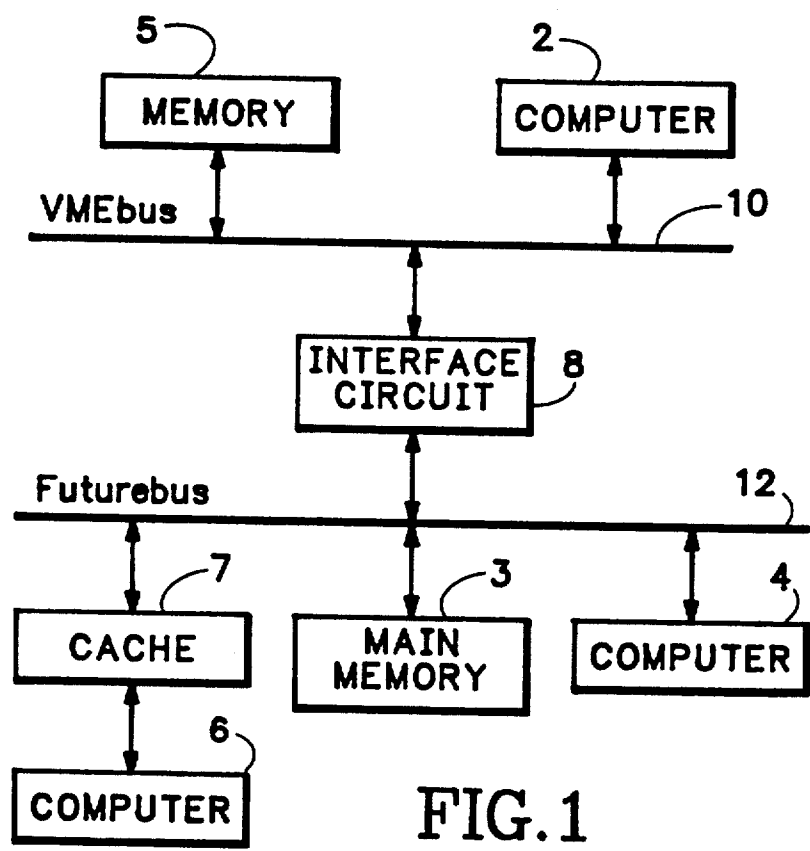 5
2
MEMORY
COMPUTER
VMEbus
10
INTERFACE
CIRCUIT
8
Futurebus
12
7
3
4
CACHE
MAIN
MEMORY
COMPUTER
6
COMPUTER
FIG.1